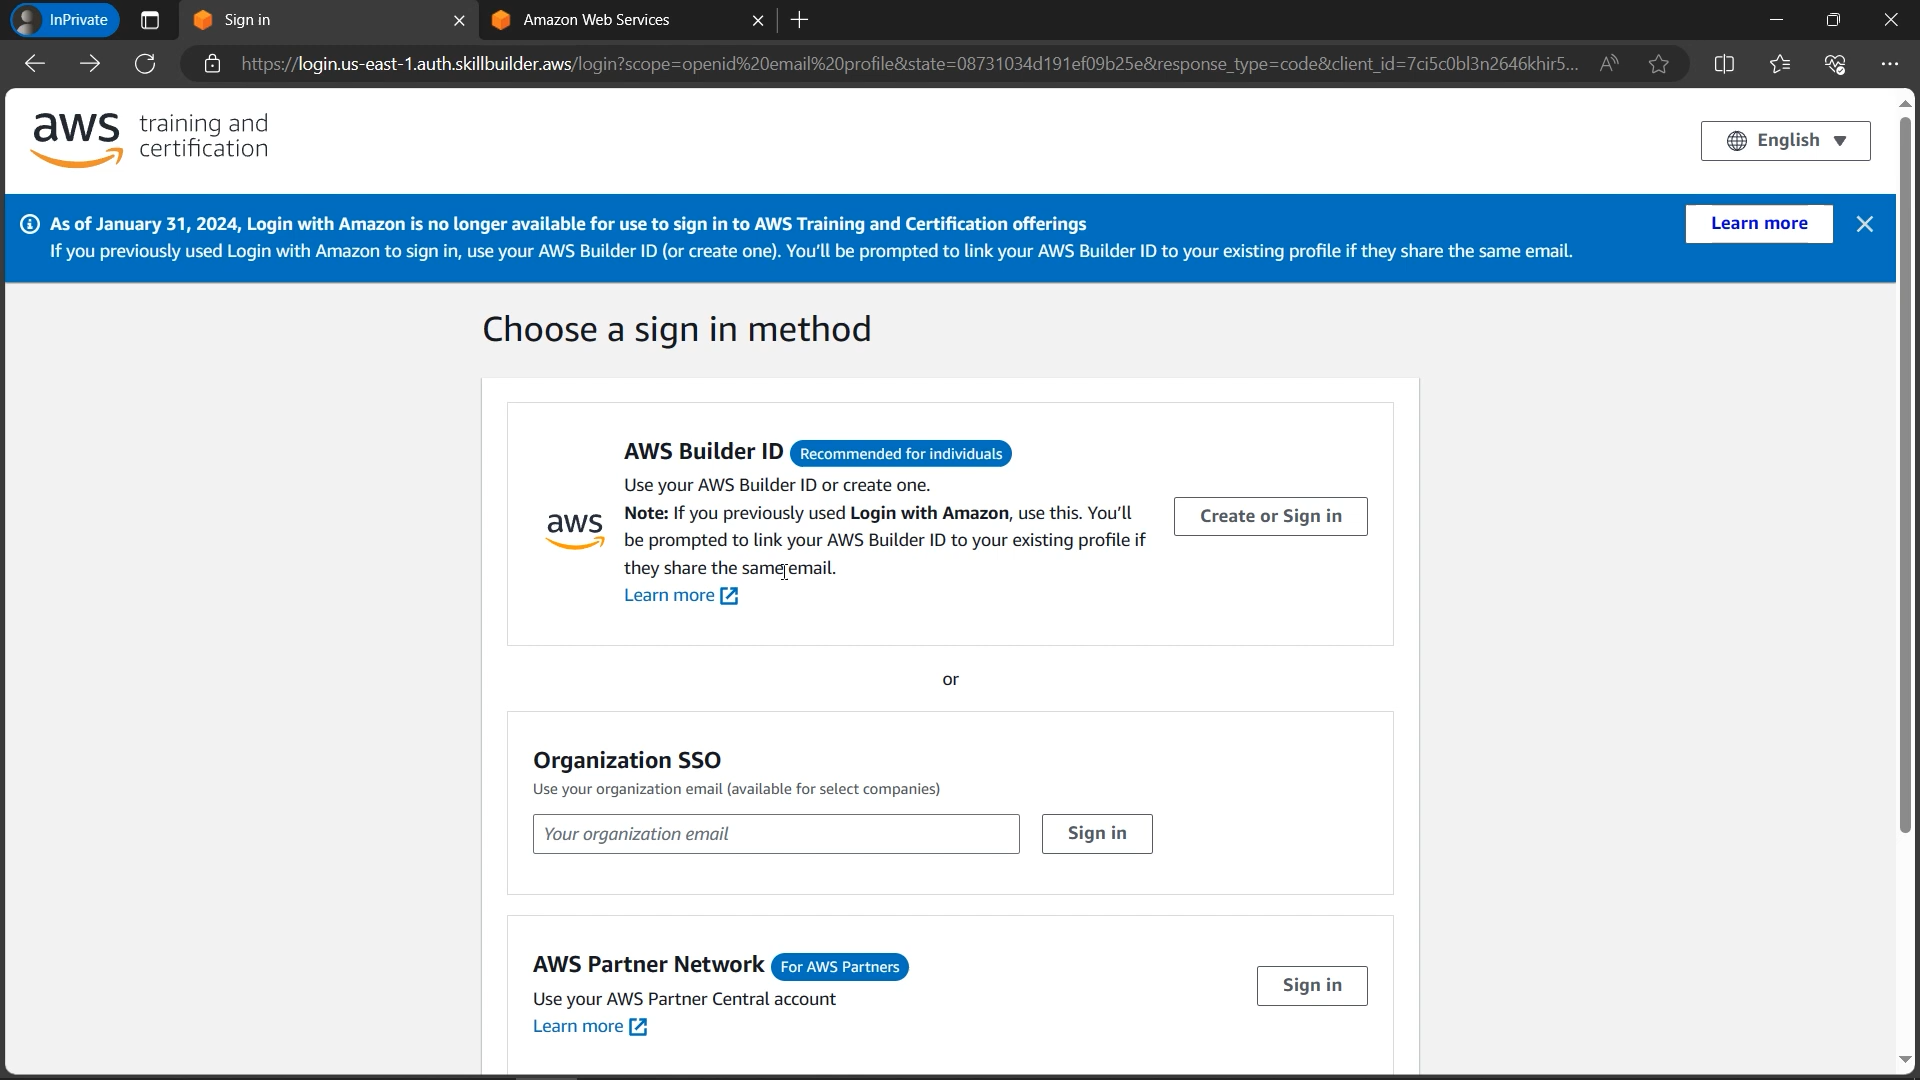 InPrivate
Sign in
Amazon Web Services
https://login.us-east-1.auth.skillbuilder.aws/login?scope=openid%20email%20profile&state=08731034d191ef09b25e&response_type=code&client_id=7ci5c0bl3n2646khir5...
aws training and certification
English
As of January 31, 2024, Login with Amazon is no longer available for use to sign in to AWS Training and Certification offerings
If you previously used Login with Amazon to sign in, use your AWS Builder ID (or create one). You'll be prompted to link your AWS Builder ID to your existing profile if they share the same email.
Learn more
Choose a sign in method
aws
AWS Builder ID Recommended for individuals
Use your AWS Builder ID or create one.
Note: If you previously used Login with Amazon, use this. You'll
be prompted to link your AWS Builder ID to your existing profile if
they share the same email.
Learn more
Create or Sign in
or
Organization SSO
Use your organization email (available for select companies)
Your organization email
Sign in
AWS Partner Network For AWS Partners
Use your AWS Partner Central account
Learn more
Sign in